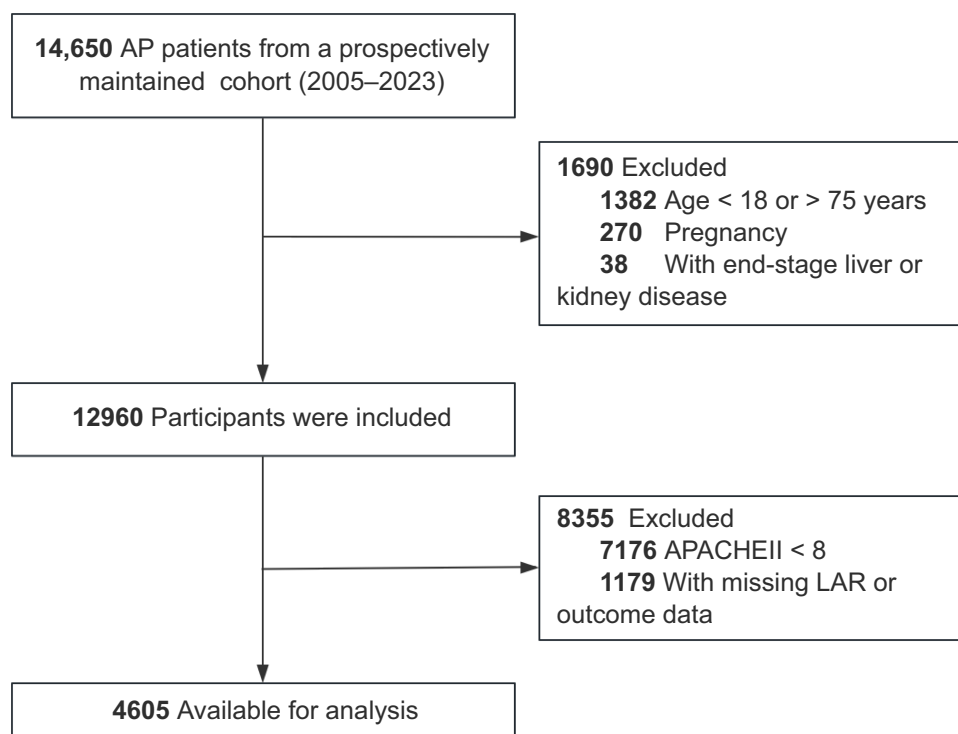 14,650 AP patients from a prospectively
maintained cohort (2005–2023)
1690 Excluded
1382 Age < 18 or > 75 years
270 Pregnancy
38 With end-stage liver or
kidney disease
12960 Participants were included
8355 Excluded
7176 APACHEII < 8
1179 With missing LAR or
outcome data
4605 Available for analysis